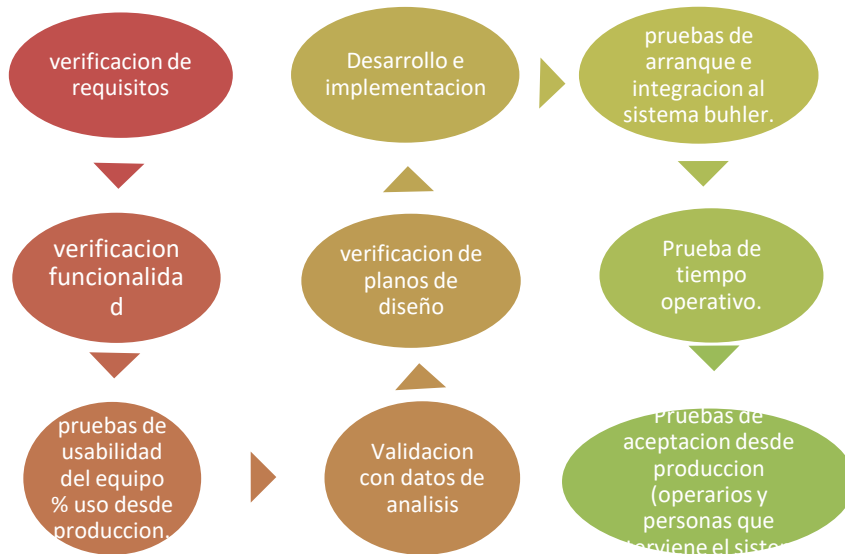 verificacion de
requisitos
verificacion
funcionalida
d
pruebas de
usabilidad
del equipo
% uso desde
produccion.
Validacion
con datos de
analisis
verificacion de
planos de
diseño
Desarrollo e
implementacion
pruebas de
arranque e
integracion al
sistema buhler.
Prueba de
tiempo
operativo.
Pruebas de
aceptacion desde
produccion
(operarios y
personas que